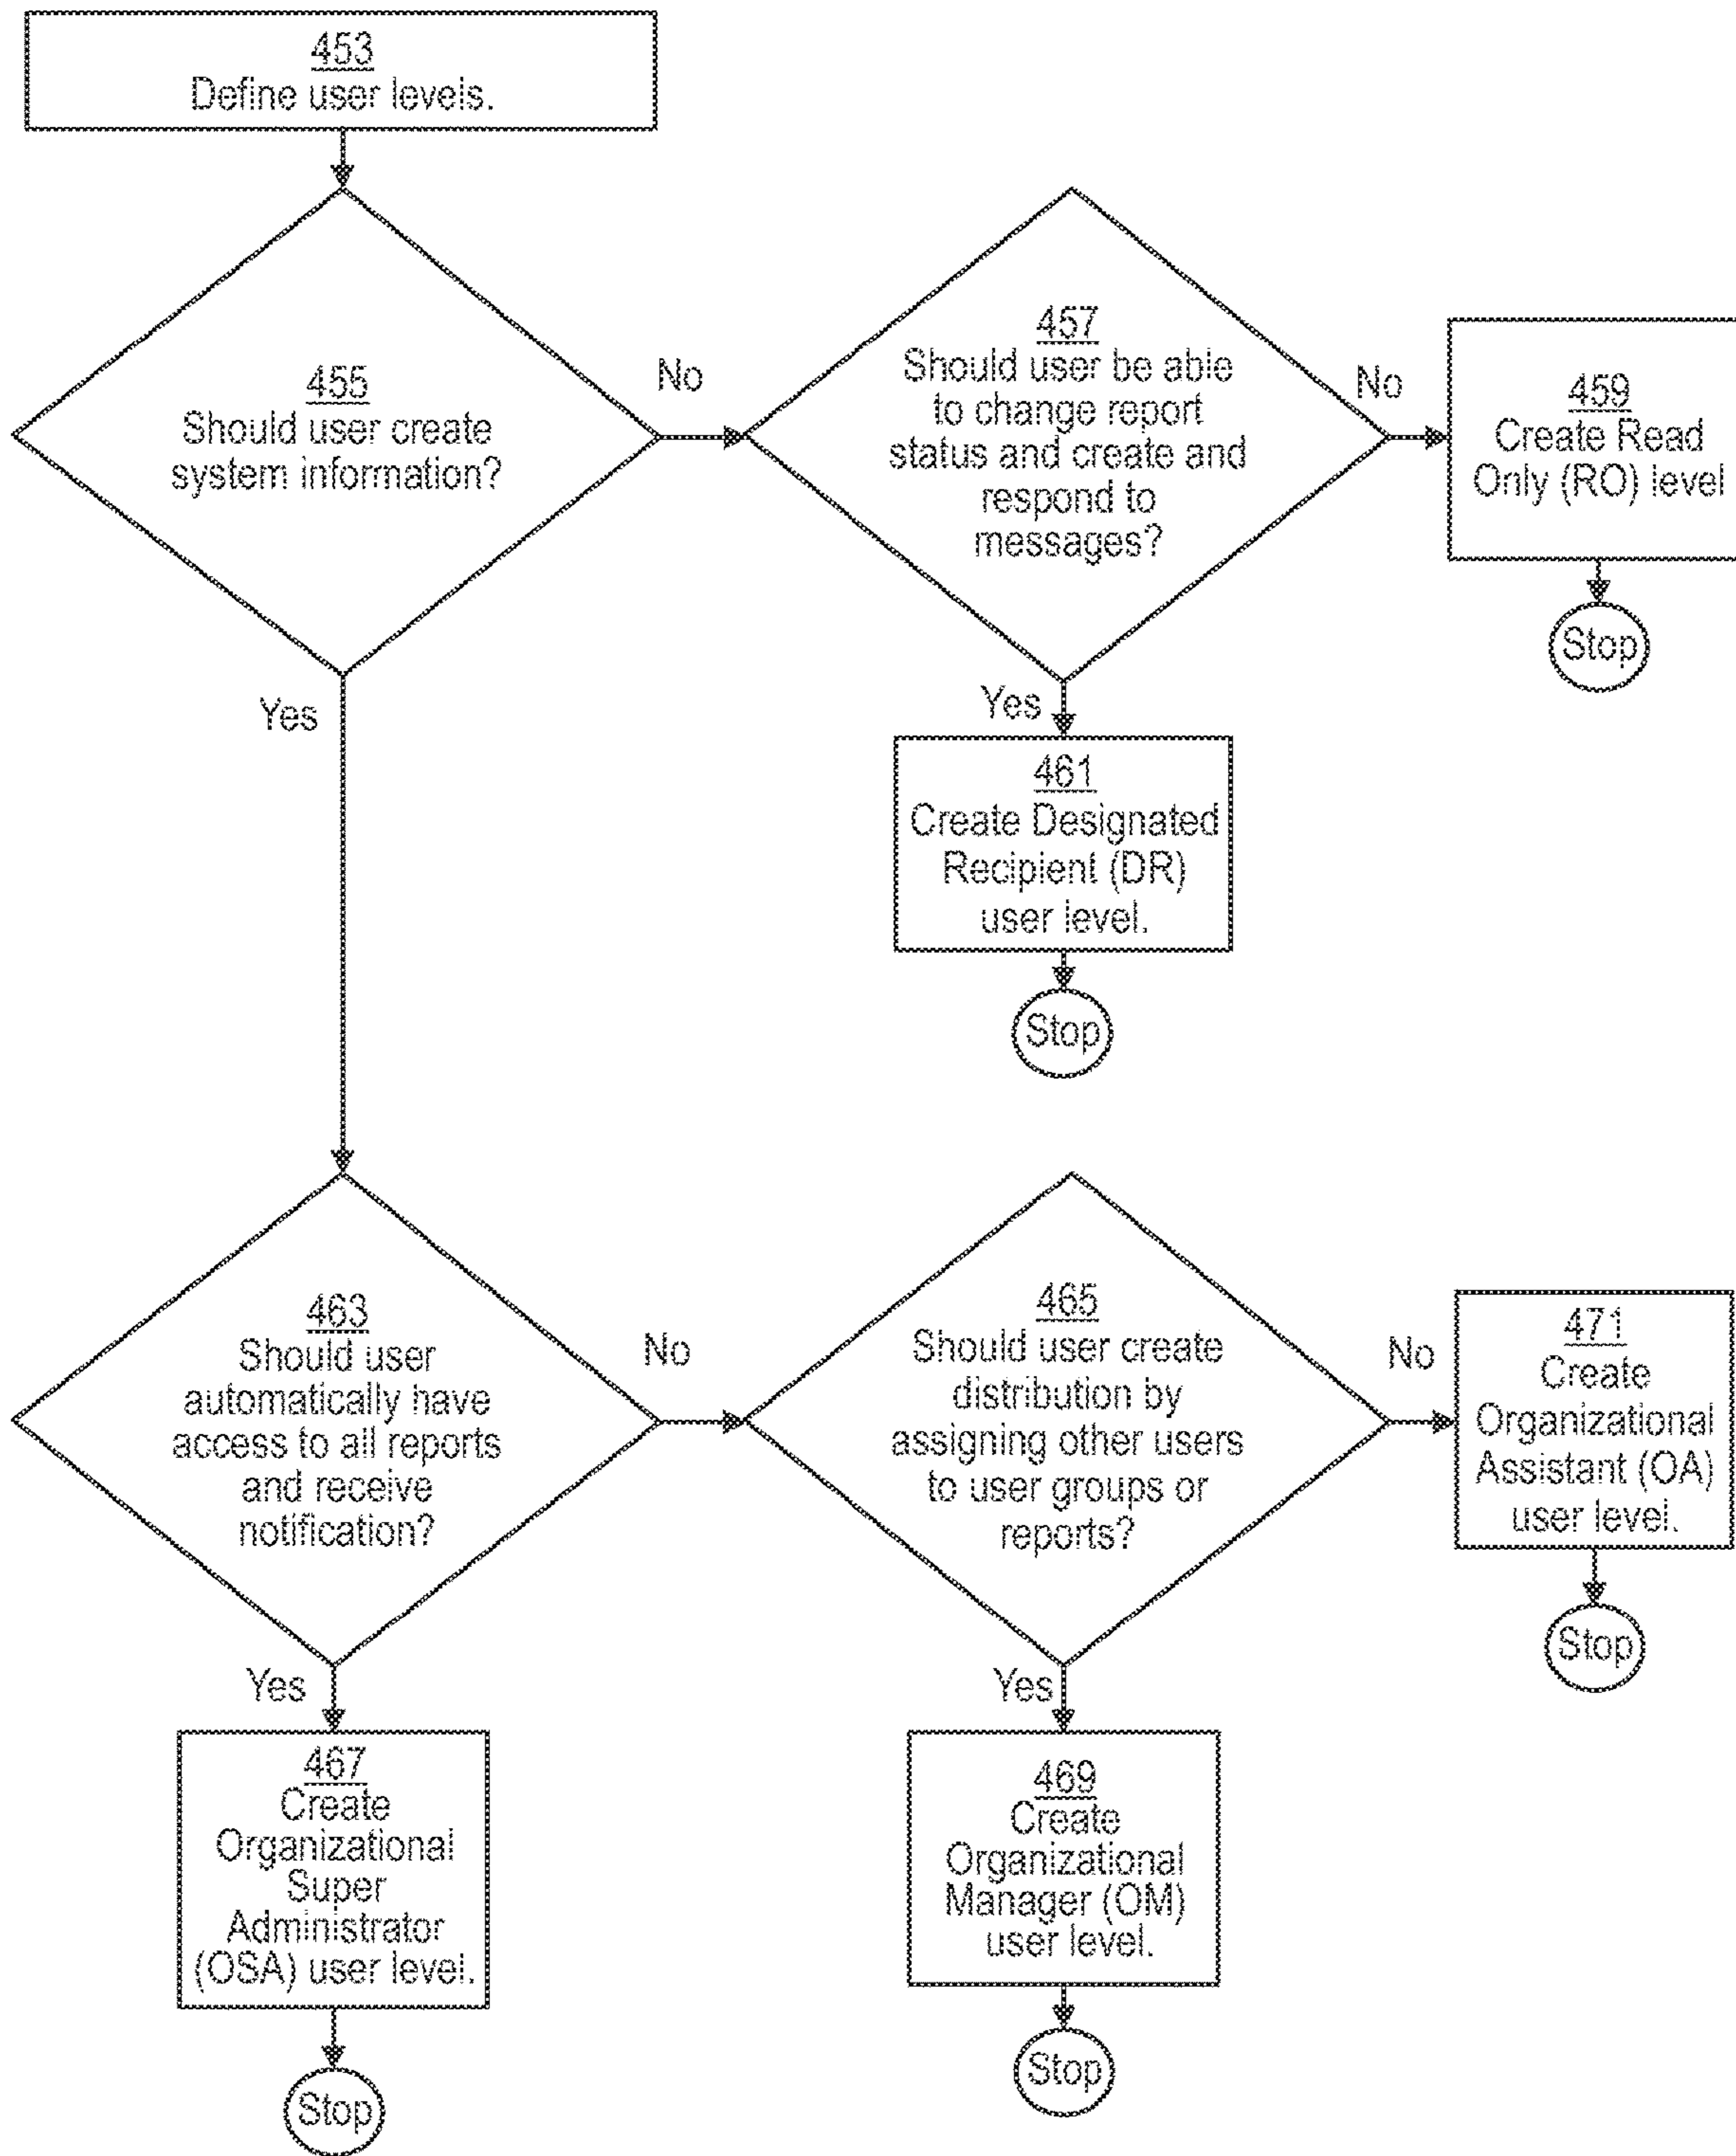 453
Define user levels.
455
Should user create
system information?
No
457
Should user be able
to change report
status and create and
respond to
messages?
No
459
Create Read
Only (RO) level
Stop
Yes
461
Create Designated
Recipient (DR)
user level.
Stop
Yes
463
Should user
automatically have
access to all reports
and receive
notification?
No
465
Should user create
distribution by
assigning other users
to user groups or
reports?
No
471
Create
Organizational
Assistant (OA)
user level.
Stop
Yes
467
Create
Organizational
Super
Administrator
(OSA) user level.
Stop
Yes
469
Create
Organizational
Manager (OM)
user level.
Stop